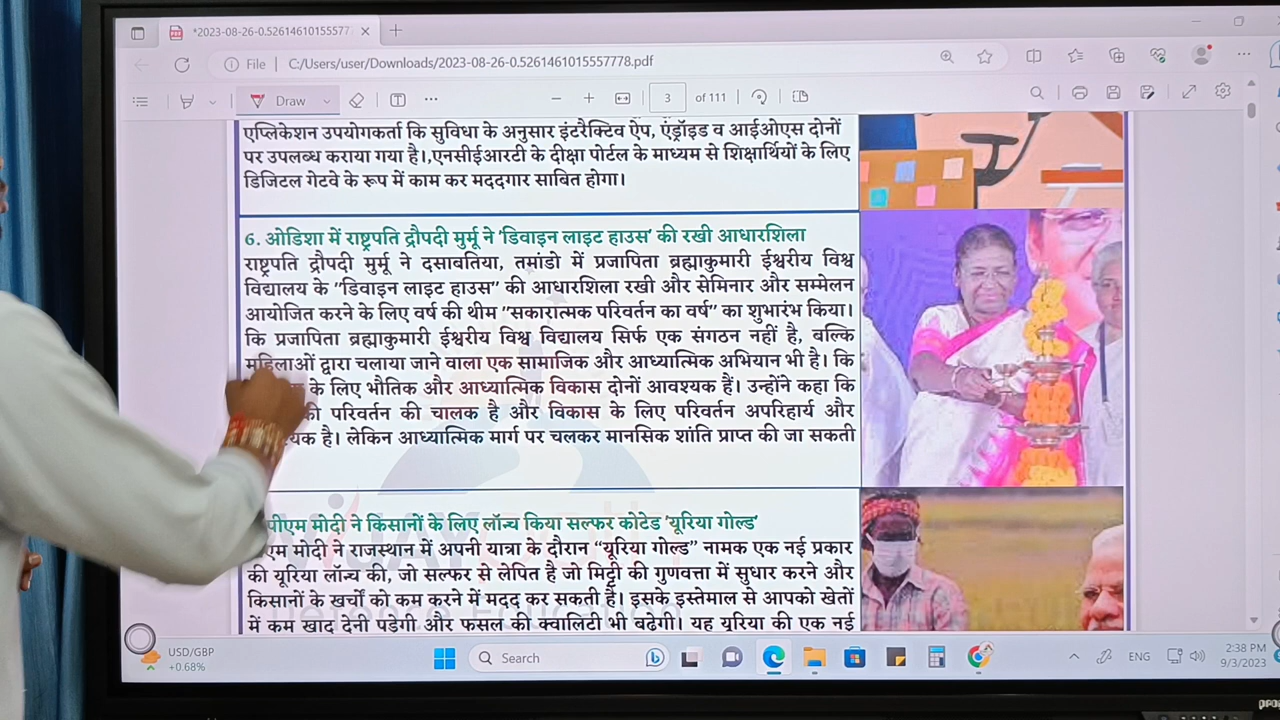 *2023-08-26-0.52614610155577
File
C:/Users/user/Downloads/2023-08-26-0.5261461015557778.pdf
Draw
3 of 111
एप्लिकेशन उपयोगकर्ता कि सुविधा के अनुसार इंटरैक्टिव ऐप, एंड्रॉइड व आईओएस दोनों
पर उपलब्ध कराया गया है।,एनसीईआरटी के दीक्षा पोर्टल के माध्यम से शिक्षार्थियों के लिए
डिजिटल गेटवे के रूप में काम कर मददगार साबित होगा।
6. ओडिशा में राष्ट्रपति द्रौपदी मुर्मू ने 'डिवाइन लाइट हाउस' की रखी आधारशिला
राष्ट्रपति द्रौपदी मुर्मू ने दसाबतिया, तमांडो में प्रजापिता ब्रह्माकुमारी ईश्वरीय विश्व
विद्यालय के "डिवाइन लाइट हाउस" की आधारशिला रखी और सेमिनार और सम्मेलन
आयोजित करने के लिए वर्ष की थीम "सकारात्मक परिवर्तन का वर्ष" का शुभारंभ किया।
कि प्रजापिता ब्रह्माकुमारी ईश्वरीय विश्व विद्यालय सिर्फ एक संगठन नहीं है, बल्कि
महिलाओं द्वारा चलाया जाने वाला एक सामाजिक और आध्यात्मिक अभियान भी है। कि
के लिए भौतिक और आध्यात्मिक विकास दोनों आवश्यक हैं। उन्होंने कहा कि
परिवर्तन की चालक है और विकास के लिए परिवर्तन अपरिहार्य और
है। लेकिन आध्यात्मिक मार्ग पर चलकर मानसिक शांति प्राप्त की जा सकती
पीएम मोदी ने किसानों के लिए लॉन्च किया सल्फर कोटेड 'यूरिया गोल्ड'
मोदी ने राजस्थान में अपनी यात्रा के दौरान "यूरिया गोल्ड" नामक एक नई प्रकार
की यूरिया लॉन्च की, जो सल्फर से लेपित है जो मिट्टी की गुणवत्ता में सुधार करने और
किसानों के खर्चों को कम करने में मदद कर सकती हैं। इसके इस्तेमाल से आपको खेतों
में कम खाद देनी पड़ेगी और फसल की क्वालिटी भी बढेगी। यह यूरिया की एक नई
USD/GBP
+0.68%
Search
ENG
2:38 PM
9/3/2023